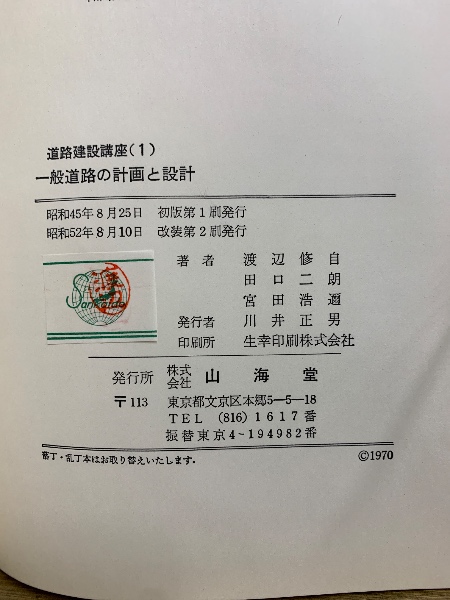 道路建設講座(1)
一般道路の計画と設計
昭和45年8月25日 初版第1刷発行
昭和52年8月10日 改装第2刷発行
著者 渡辺修自
田口二朗
宮田浩邇
発行者 川井正男
印刷所 生幸印刷株式会社
Sankaido
発行所 株式会社 山海堂
〒113 東京都文京区本郷5-5-18
TEL (816) 1617番
振替東京4-194982番
落丁・乱丁本はお取り替えいたします。
©1970